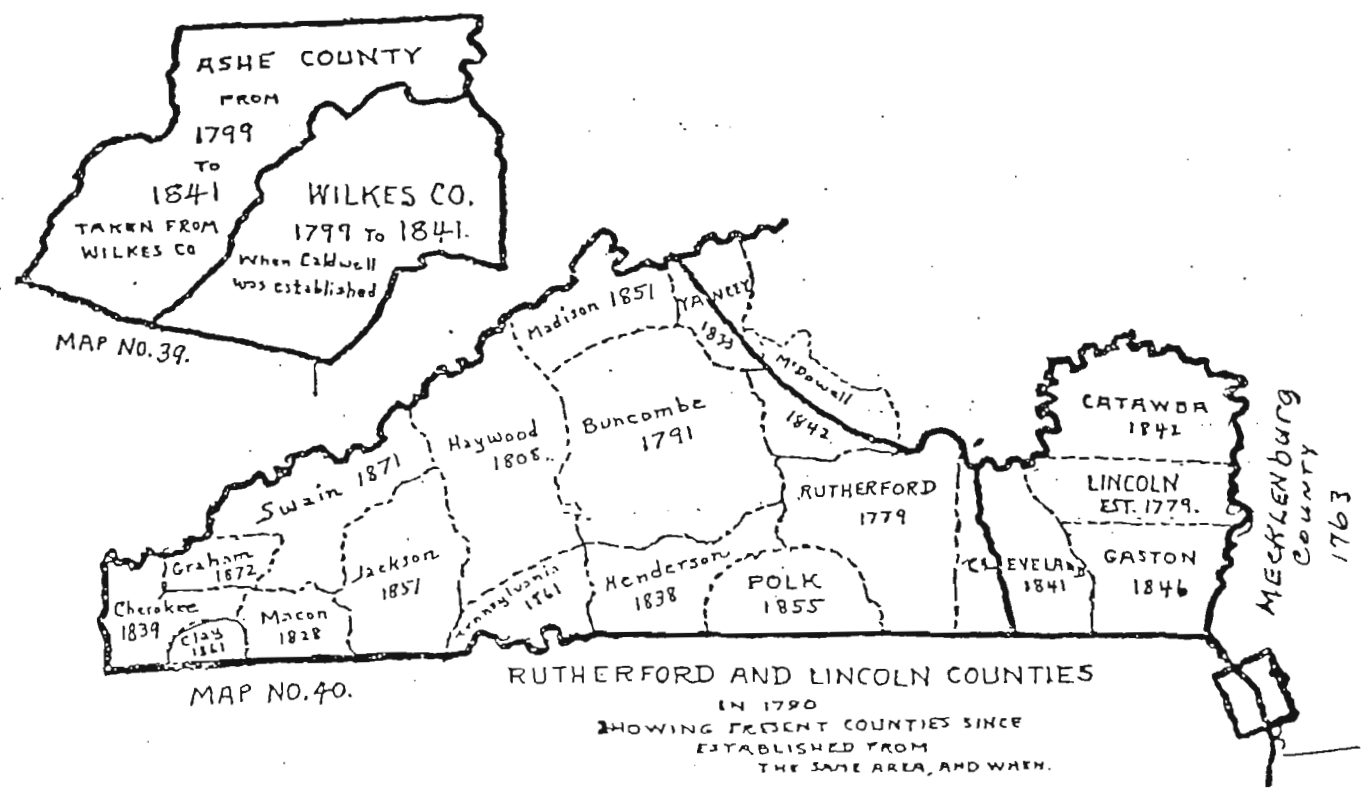 ASHE COUNTY
FROM
1799
TO
1841
TAKEN FROM
WILKES CO
WILKES CO.
1799 TO 1841.
When Caldwell
was established
MAP NO. 39.
Madison 1851
YANCEY
1833
McDowell
1842
Haywood
1808.
Buncombe
1791
Swain 1871
Graham
1872
Jackson
1851
Cherokee
1839
Clay
1861
Macon
1828
Transylvania
1861
Henderson
1838
POLK
1855
RUTHERFORD
1779
CLEVELAND
1841
CATAWBA
1842
LINCOLN
EST. 1779.
GASTON
1846
MECKLENburg
COUNTY
1763
MAP NO. 40.
RUTHERFORD AND LINCOLN COUNTIES
IN 1790
SHOWING PRESENT COUNTIES SINCE
ESTABLISHED FROM
THE SAME AREA, AND WHEN.